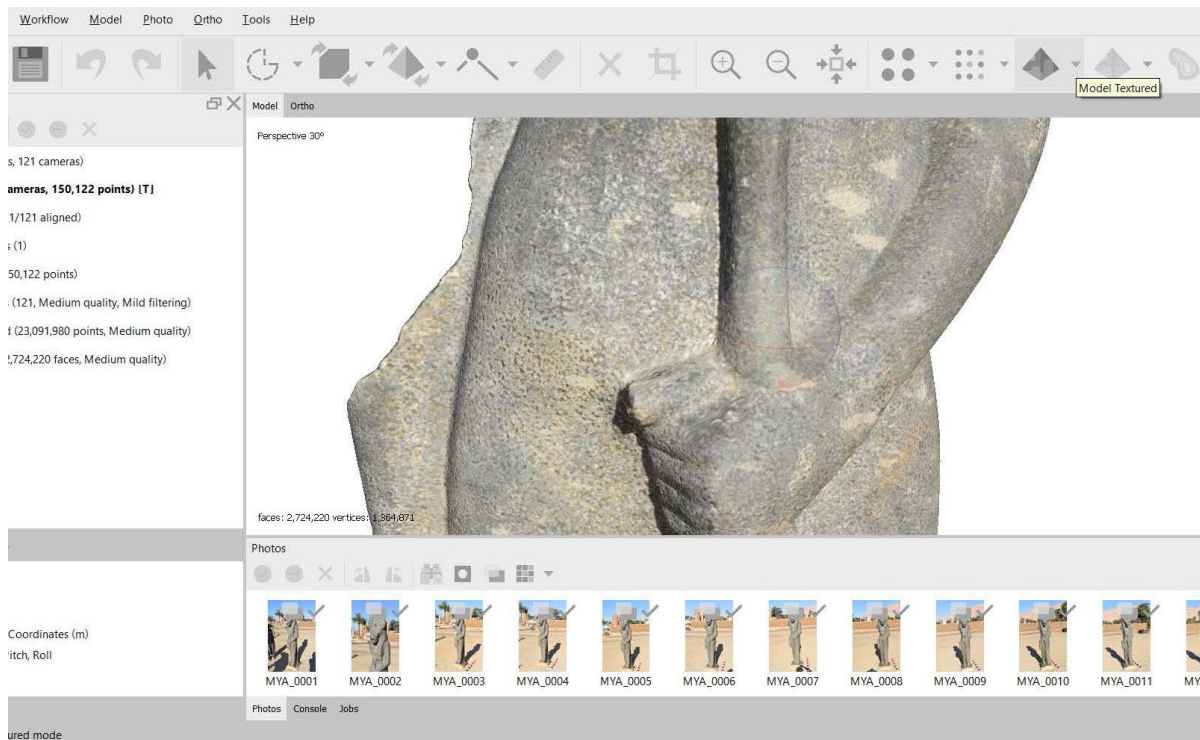 Workflow Model Photo Ortho Tools Help
Model Textured
Model Ortho
s, 121 cameras)
ameras, 150,122 points) [T]
1/121 aligned)
s (1)
50,122 points)
(121, Medium quality, Mild filtering)
d (23,091,980 points, Medium quality)
2,724,220 faces, Medium quality)
Perspective 30°
faces: 2,724,220 vertices: 1,364,871
Photos
MYA_0001 MYA_0002 MYA_0003 MYA_0004 MYA_0005 MYA_0006 MYA_0007 MYA_0008 MYA_0009 MYA_0010 MYA_0011 MY
Coordinates (m)
itch, Roll
Photos Console Jobs
ured mode